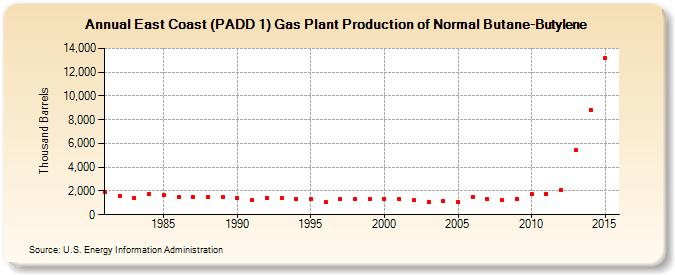 Annual East Coast (PADD 1) Gas Plant Production of Normal Butane-Butylene
Thousand Barrels
14,000
12,000
10,000
8,000
6,000
4,000
2,000
0
1985 1990 1995 2000 2005 2010 2015
Source: U.S. Energy Information Administration